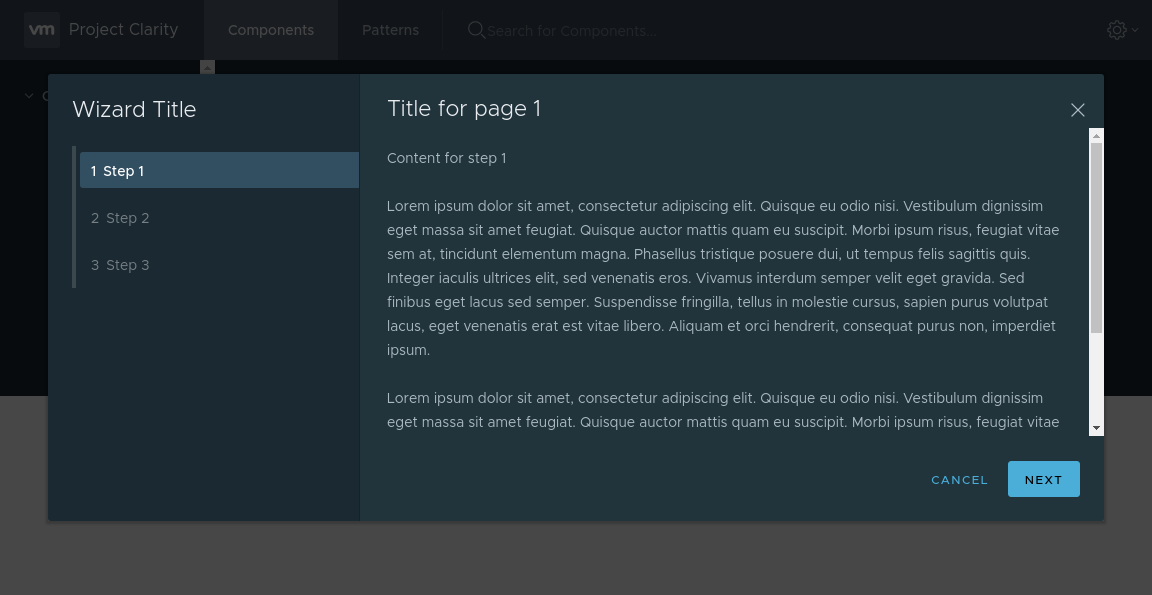 vm Project Clarity Components Patterns Search for Components...
Wizard Title
1 Step 1
2 Step 2
3 Step 3
Title for page 1
Content for step 1
Lorem ipsum dolor sit amet, consectetur adipiscing elit. Quisque eu odio nisi. Vestibulum dignissim
eget massa sit amet feugiat. Quisque auctor mattis quam eu suscipit. Morbi ipsum risus, feugiat vitae
sem at, tincidunt elementum magna. Phasellus tristique posuere dui, ut tempus felis sagittis quis.
Integer iaculis ultrices elit, sed venenatis eros. Vivamus interdum semper velit eget gravida. Sed
finibus eget lacus sed semper. Suspendisse fringilla, tellus in molestie cursus, sapien purus volutpat
lacus, eget venenatis erat est vitae libero. Aliquam et orci hendrerit, consequat purus non, imperdiet
ipsum.
Lorem ipsum dolor sit amet, consectetur adipiscing elit. Quisque eu odio nisi. Vestibulum dignissim
eget massa sit amet feugiat. Quisque auctor mattis quam eu suscipit. Morbi ipsum risus, feugiat vitae
CANCEL NEXT